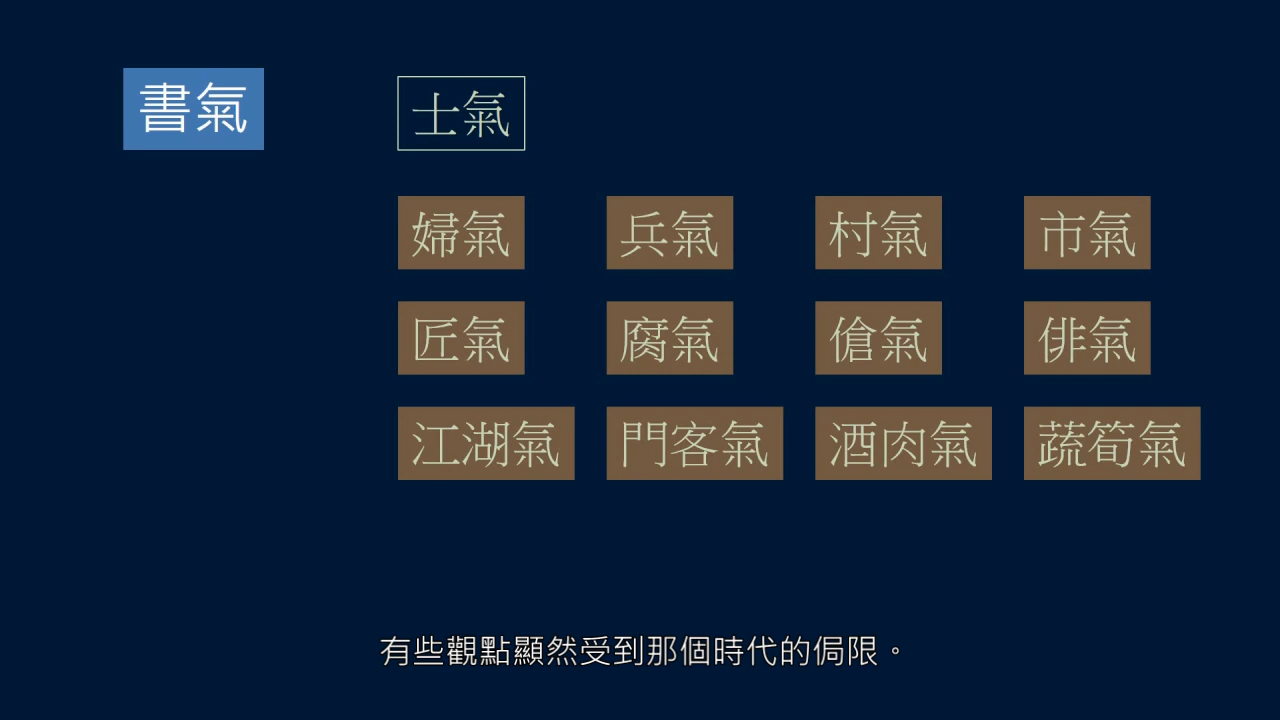 書氣 士氣
婦氣 兵氣 村氣 市氣
匠氣 腐氣 傖氣 俳氣
江湖氣 門客氣 酒肉氣 蔬筍氣
有些觀點顯然受到那個時代的侷限。